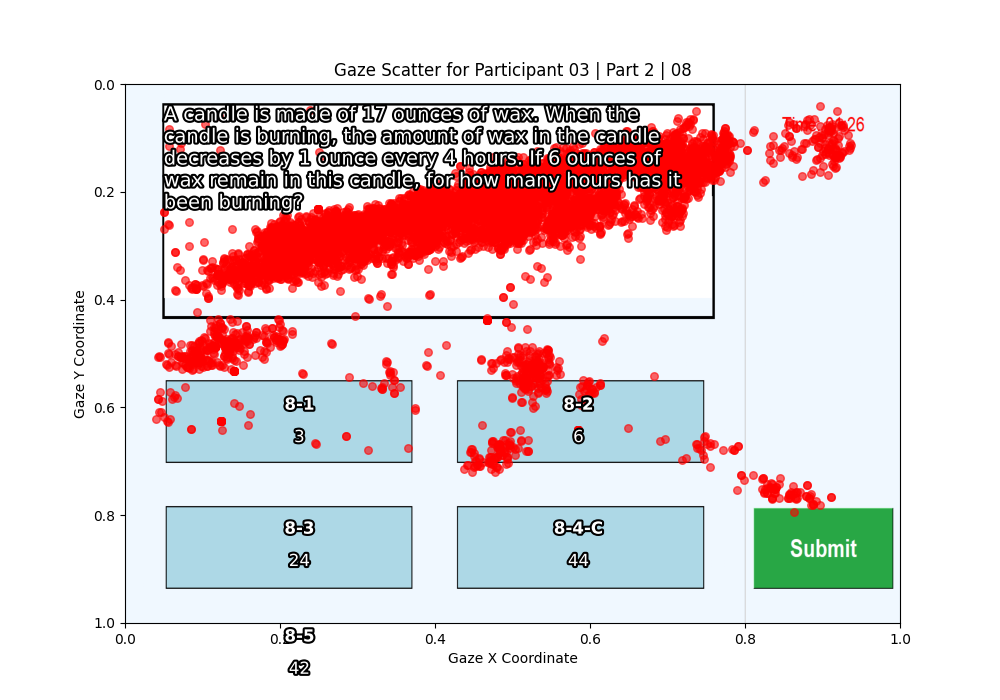 Gaze Scatter for Participant 03 | Part 2 | 08
A candle is made of 17 ounces of wax. When the
candle is burning, the amount of wax in the candle
decreases by 1 ounce every 4 hours. If 6 ounces of
wax remain in this candle, for how many hours has it
been burning?
8-1
3
8-2
6
8-3
24
8-4-C
44
8-5
42
Submit
Gaze Y Coordinate
0.0
0.2
0.4
0.6
0.8
1.0
0.0
0.2
0.4
0.6
0.8
1.0
Gaze X Coordinate